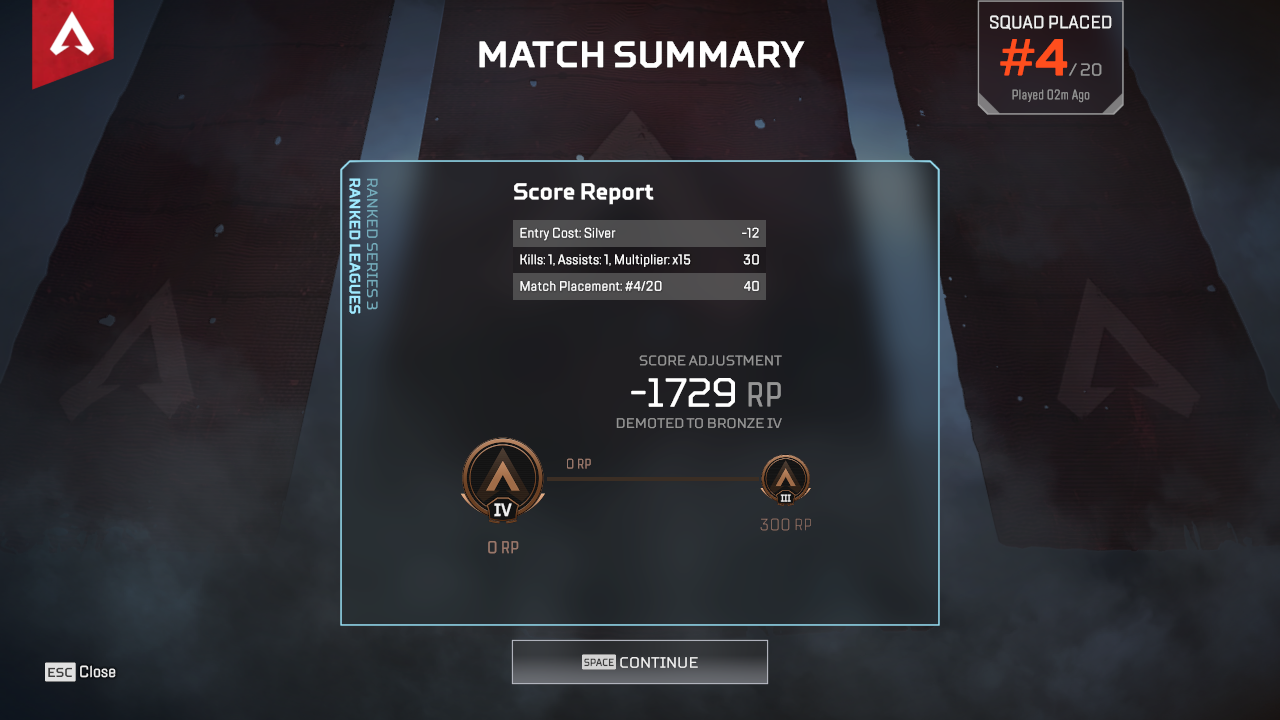 MATCH SUMMARY
SQUAD PLACED
#4/20
Played 02m Ago
RANKED SERIES 3
RANKED LEAGUES
Score Report
Entry Cost: Silver -12
Kills: 1, Assists: 1, Multiplier: x15 30
Match Placement: #4/20 40
SCORE ADJUSTMENT
-1729 RP
DEMOTED TO BRONZE IV
0 RP
IV
III
0 RP
300 RP
SPACE CONTINUE
ESC Close